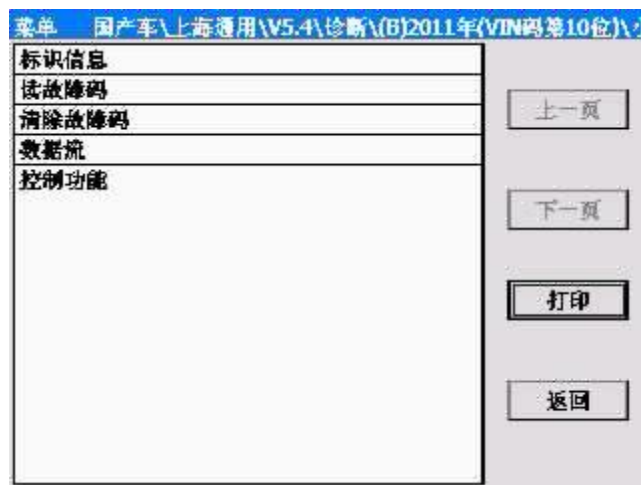 菜单 国产车\上海通用\V5.4\诊断\(B)2011年(VIN码第10位)\
标识信息
读故障码
清除故障码
数据流
控制功能
上一页
下一页
打印
返回